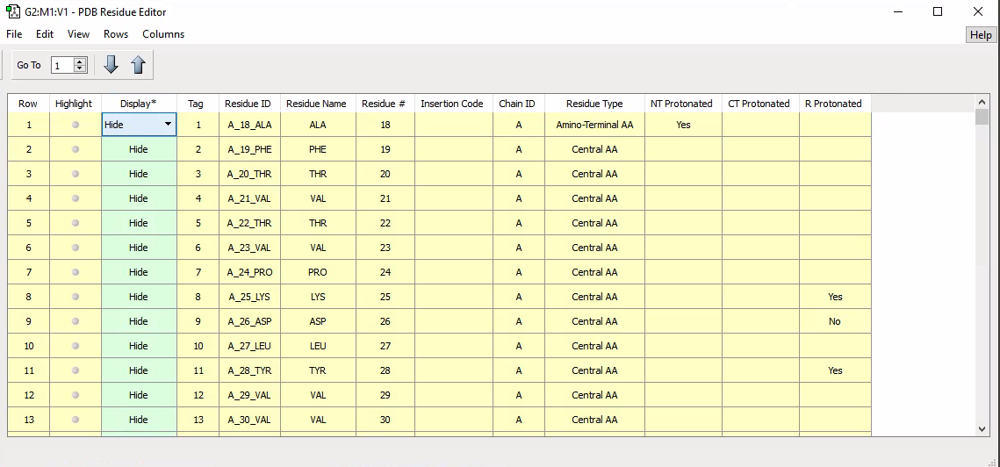 G2:M1:V1 - PDB Residue Editor
File Edit View Rows Columns Help
Go To 1
Row Highlight Display* Tag Residue ID Residue Name Residue # Insertion Code Chain ID Residue Type NT Protonated CT Protonated R Protonated
1 Hide 1 A_18_ALA ALA 18 A Amino-Terminal AA Yes
2 Hide 2 A_19_PHE PHE 19 A Central AA
3 Hide 3 A_20_THR THR 20 A Central AA
4 Hide 4 A_21_VAL VAL 21 A Central AA
5 Hide 5 A_22_THR THR 22 A Central AA
6 Hide 6 A_23_VAL VAL 23 A Central AA
7 Hide 7 A_24_PRO PRO 24 A Central AA
8 Hide 8 A_25_LYS LYS 25 A Central AA Yes
9 Hide 9 A_26_ASP ASP 26 A Central AA No
10 Hide 10 A_27_LEU LEU 27 A Central AA
11 Hide 11 A_28_TYR TYR 28 A Central AA Yes
12 Hide 12 A_29_VAL VAL 29 A Central AA
13 Hide 13 A_30_VAL VAL 30 A Central AA